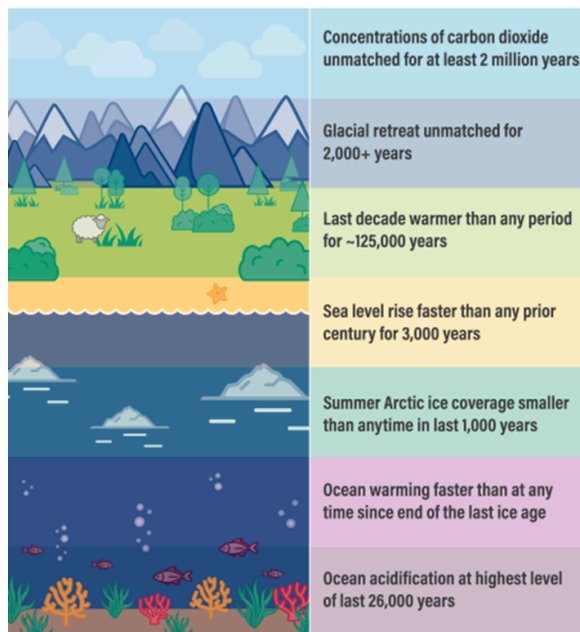 Concentrations of carbon dioxide
unmatched for at least 2 million years
Glacial retreat unmatched for
2,000+ years
Last decade warmer than any period
for ~125,000 years
Sea level rise faster than any prior
century for 3,000 years
Summer Arctic ice coverage smaller
than anytime in last 1,000 years
Ocean warming faster than at any
time since end of the last ice age
Ocean acidification at highest level
of last 26,000 years